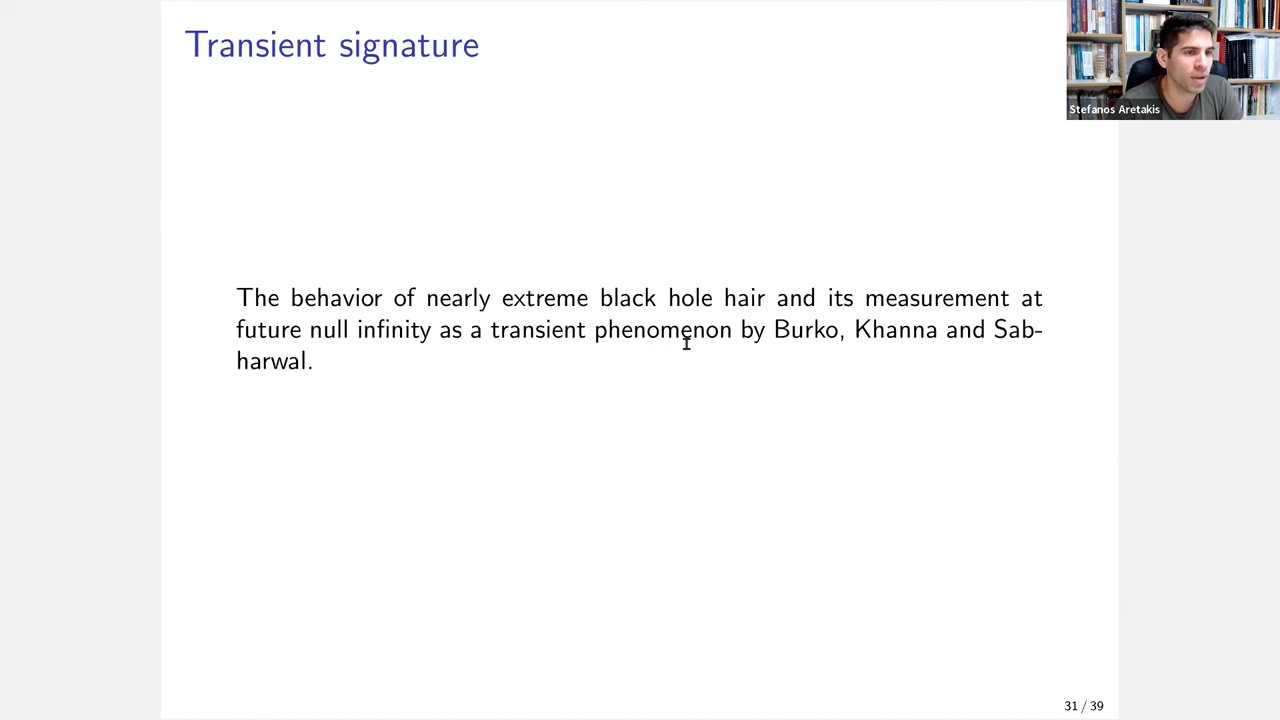 Transient signature
Stefanos Aretakis
The behavior of nearly extreme black hole hair and its measurement at
future null infinity as a transient phenomenon by Burko, Khanna and Sab-
harwal.
31 / 39